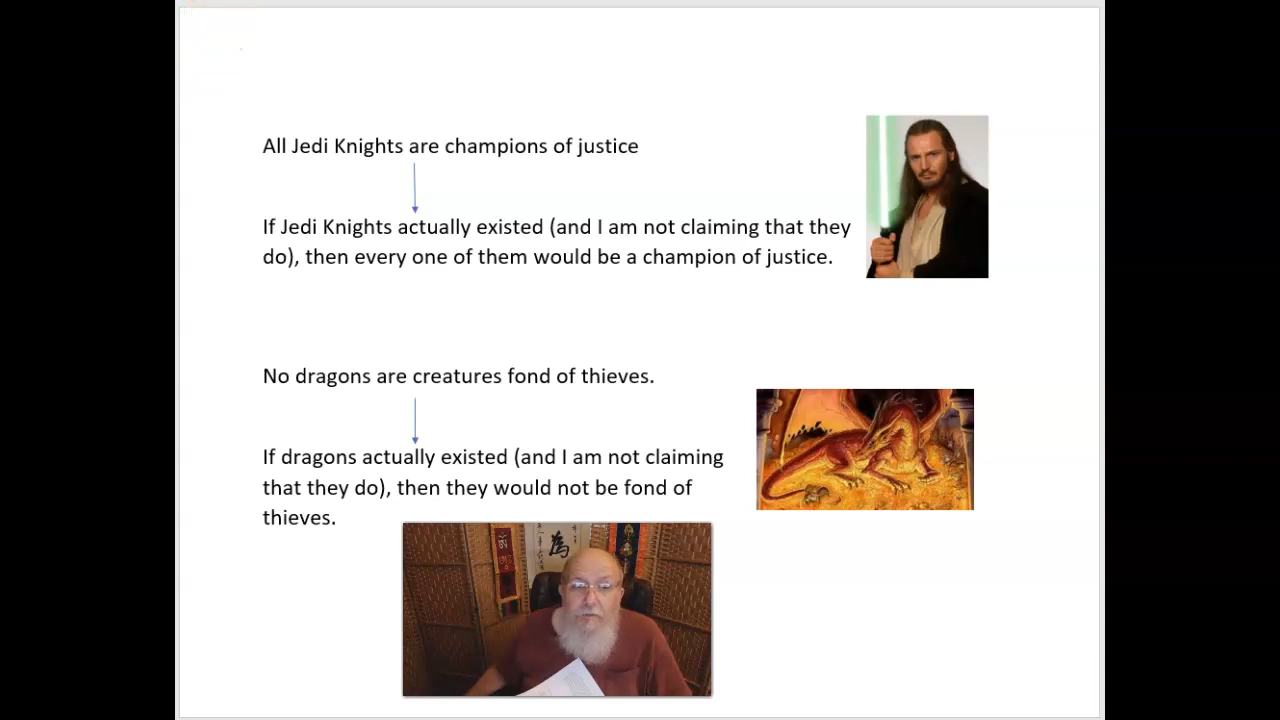 All Jedi Knights are champions of justice
If Jedi Knights actually existed (and I am not claiming that they
do), then every one of them would be a champion of justice.
No dragons are creatures fond of thieves.
If dragons actually existed (and I am not claiming
that they do), then they would not be fond of
thieves.
為